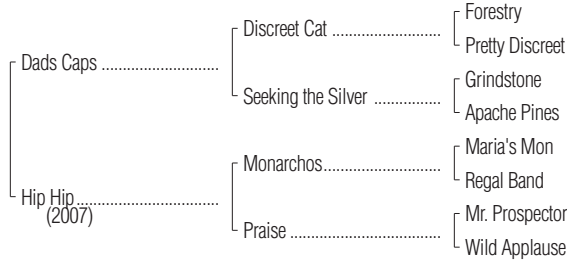 Forestry
Discreet Cat ..................
Pretty Discreet
Dads Caps ....................
Grindstone
Seeking the Silver ...........
Apache Pines
Maria's Mon
Monarchos....................
Regal Band
Hip Hip.........................
(2007)
Mr. Prospector
Praise .........................
Wild Applause